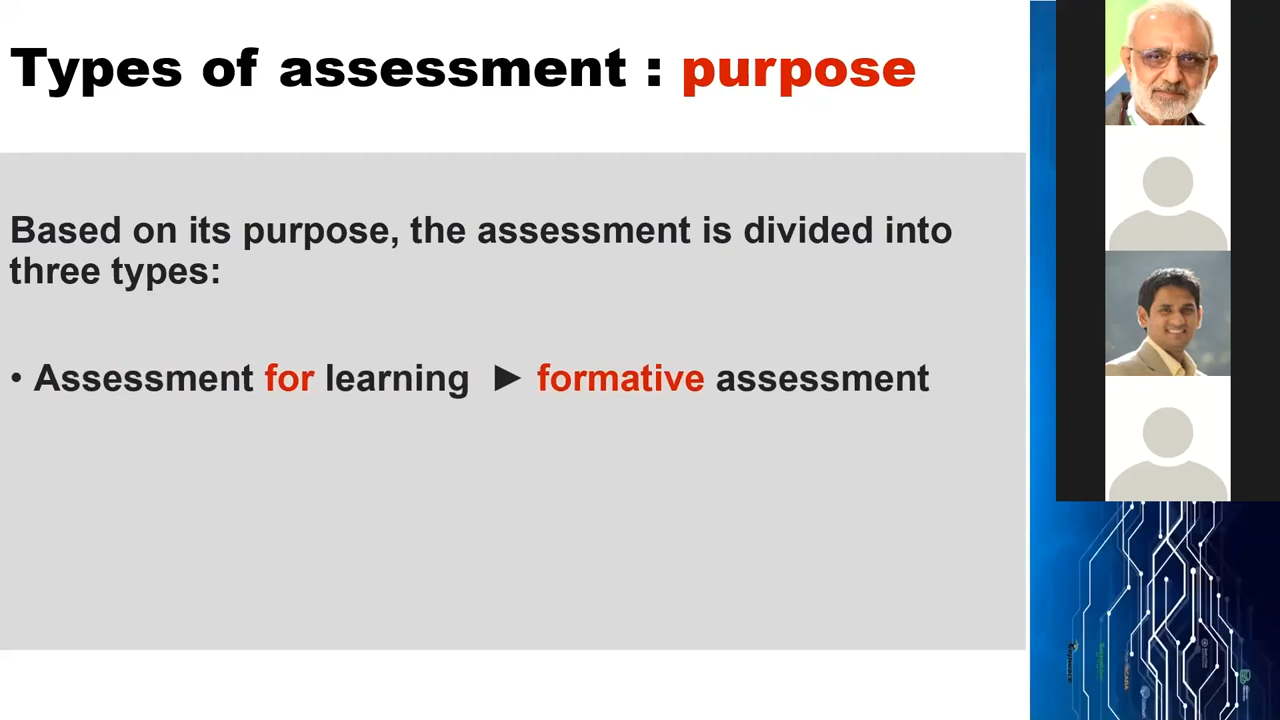 Types of assessment : purpose
Based on its purpose, the assessment is divided into
three types:
• Assessment for learning ► formative assessment